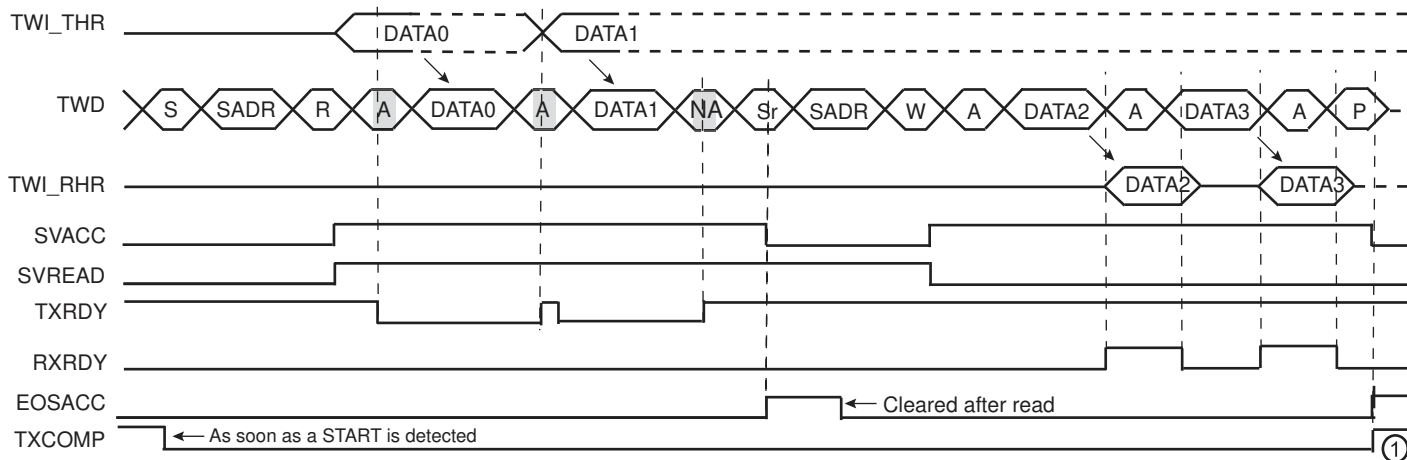 TWI_THR DATA0 DATA1
TWD S SADR R A DATA0 A DATA1 NA Sr SADR W A DATA2 A DATA3 A P
TWI_RHR DATA2 DATA3
SVACC
SVREAD
TXRDY
RXRDY
EOSACC Cleared after read
TXCOMP As soon as a START is detected 1